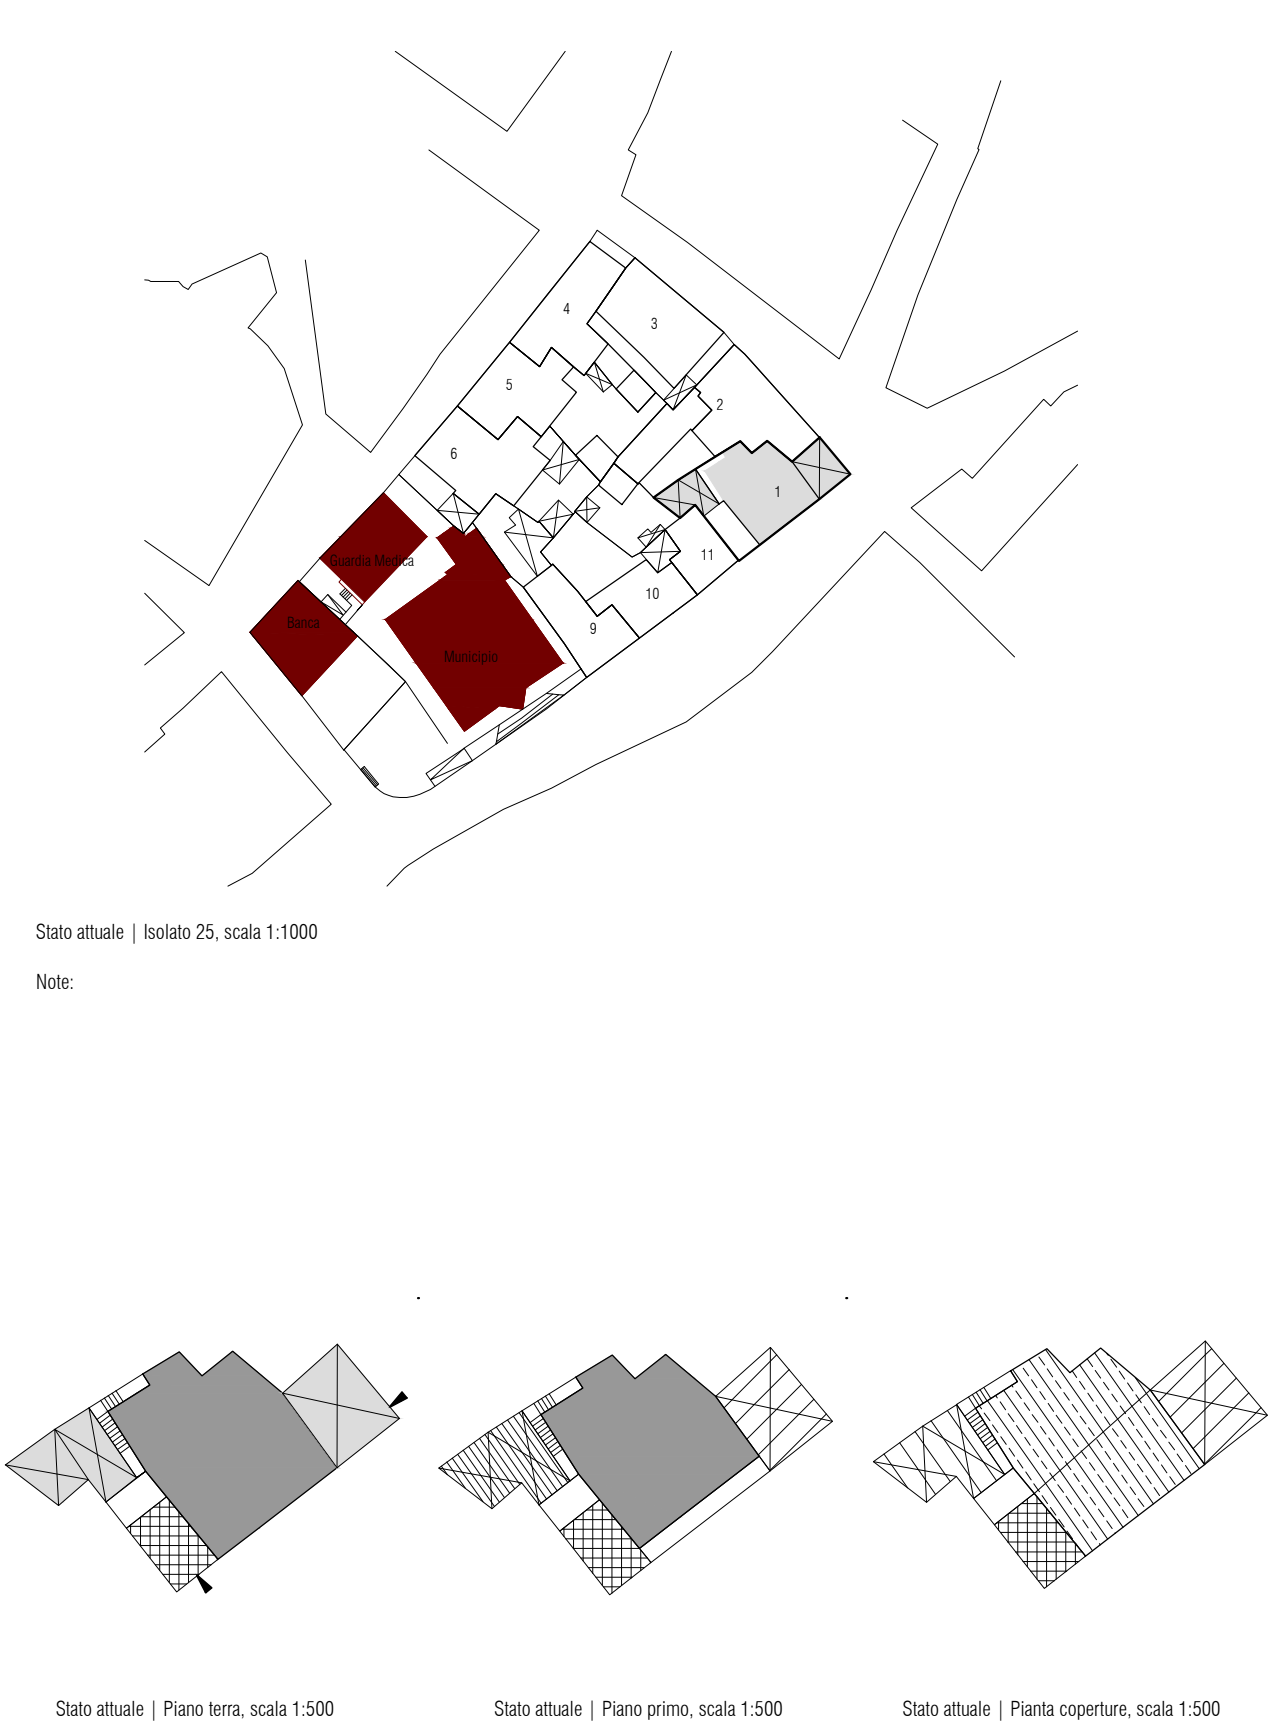 4
3
5
2
6
1
11
Guardia Medica
10
Banca
9
Municipio
Stato attuale | Isolato 25, scala 1:1000
Note:
Stato attuale | Piano terra, scala 1:500
Stato attuale | Piano primo, scala 1:500
Stato attuale | Pianta coperture, scala 1:500